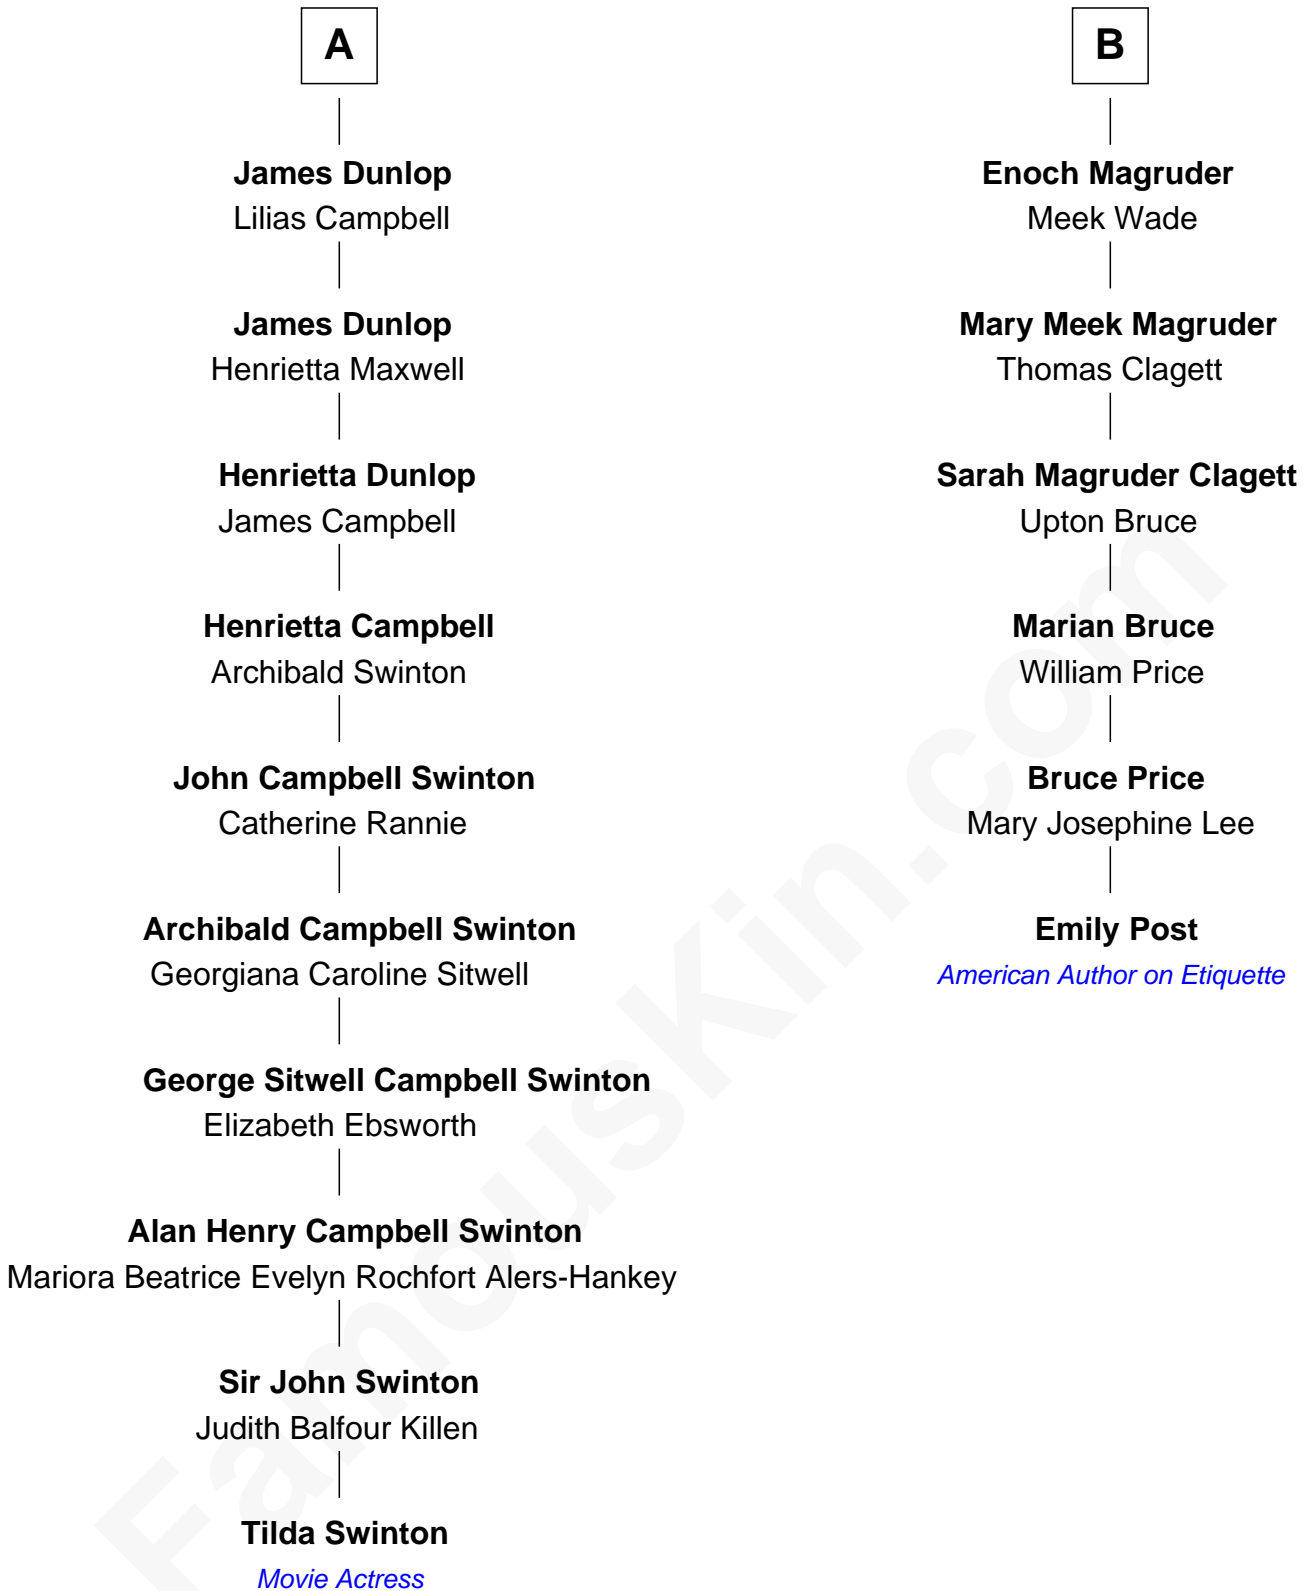 A
James Dunlop
Lilias Campbell
James Dunlop
Henrietta Maxwell
Henrietta Dunlop
James Campbell
Henrietta Campbell
Archibald Swinton
John Campbell Swinton
Catherine Rannie
Archibald Campbell Swinton
Georgiana Caroline Sitwell
George Sitwell Campbell Swinton
Elizabeth Ebsworth
Alan Henry Campbell Swinton
Mariora Beatrice Evelyn Rochfort Alers-Hankey
Sir John Swinton
Judith Balfour Killen
Tilda Swinton
Movie Actress
B
Enoch Magruder
Meek Wade
Mary Meek Magruder
Thomas Clagett
Sarah Magruder Clagett
Upton Bruce
Marian Bruce
William Price
Bruce Price
Mary Josephine Lee
Emily Post
American Author on Etiquette
FamousKin.com